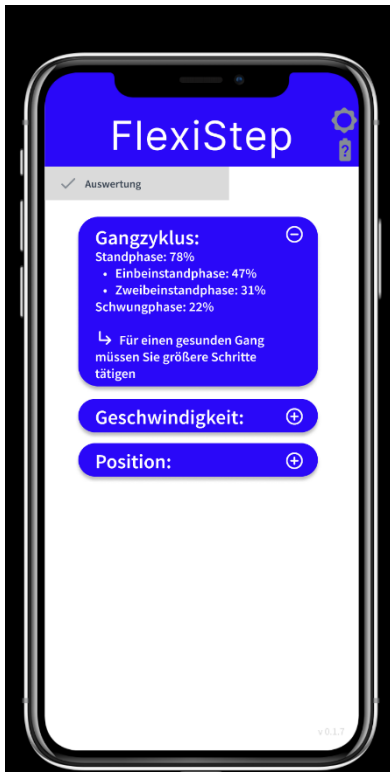 FlexiStep
?
Auswertung
Gangzyklus:
Standphase: 78%
• Einbeinstandphase: 47%
• Zweibeinstandphase: 31%
Schwungphase: 22%
↳ Für einen gesunden Gang
müssen Sie größere Schritte
tätigen
Geschwindigkeit:
Position:
v 0.1.7